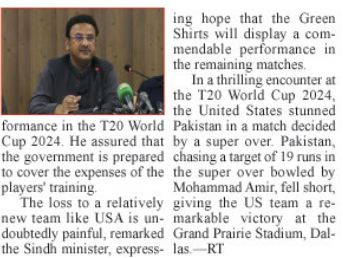 formance in the T20 World
Cup 2024. He assured that
the government is prepared
to cover the expenses of the
players' training.
The loss to a relatively
new team like USA is un-
doubtedly painful, remarked
the Sindh minister, express-
ing hope that the Green
Shirts will display a com-
mendable performance in
the remaining matches.
In a thrilling encounter at
the T20 World Cup 2024,
the United States stunned
Pakistan in a match decided
by a super over. Pakistan,
chasing a target of 19 runs in
the super over bowled by
Mohammad Amir, fell short,
giving the US team a re-
markable victory at the
Grand Prairie Stadium, Dal-
las.—RT